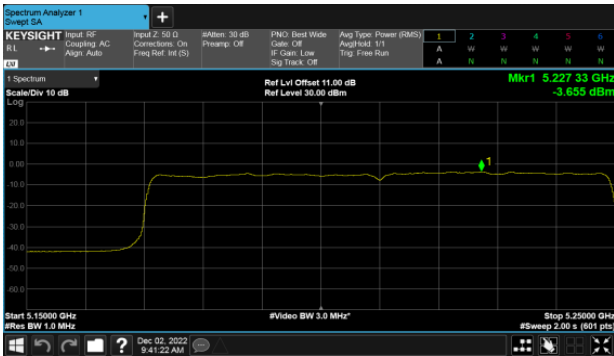 Spectrum Analyzer 1
Swept SA
KEYSIGHT Input: RF Input Z: 50 Ω #Atten: 30 dB PNO: Best Wide Avg Type: Power (RMS) 1 2 3 4 5 6
RL Coupling: AC Corrections: On Preamp: Off Gate: Off Avg|Hold: 1/1 A W W W W W
Align: Auto Freq Ref: Int (S) IF Gain: Low Trig: Free Run
Sig Track: Off A N N N N N
LXI
1 Spectrum
Ref Lvl Offset 11.00 dB Mkr1 5.227 33 GHz
Scale/Div 10 dB Ref Level 30.00 dBm -3.655 dBm
Log
20.0
10.0
0.00
1
-10.0
-20.0
-30.0
-40.0
-50.0
-60.0
Start 5.15000 GHz #Video BW 3.0 MHz* Stop 5.25000 GHz
#Res BW 1.0 MHz #Sweep 2.00 s (601 pts)
? Dec 02, 2022
9:41:22 AM